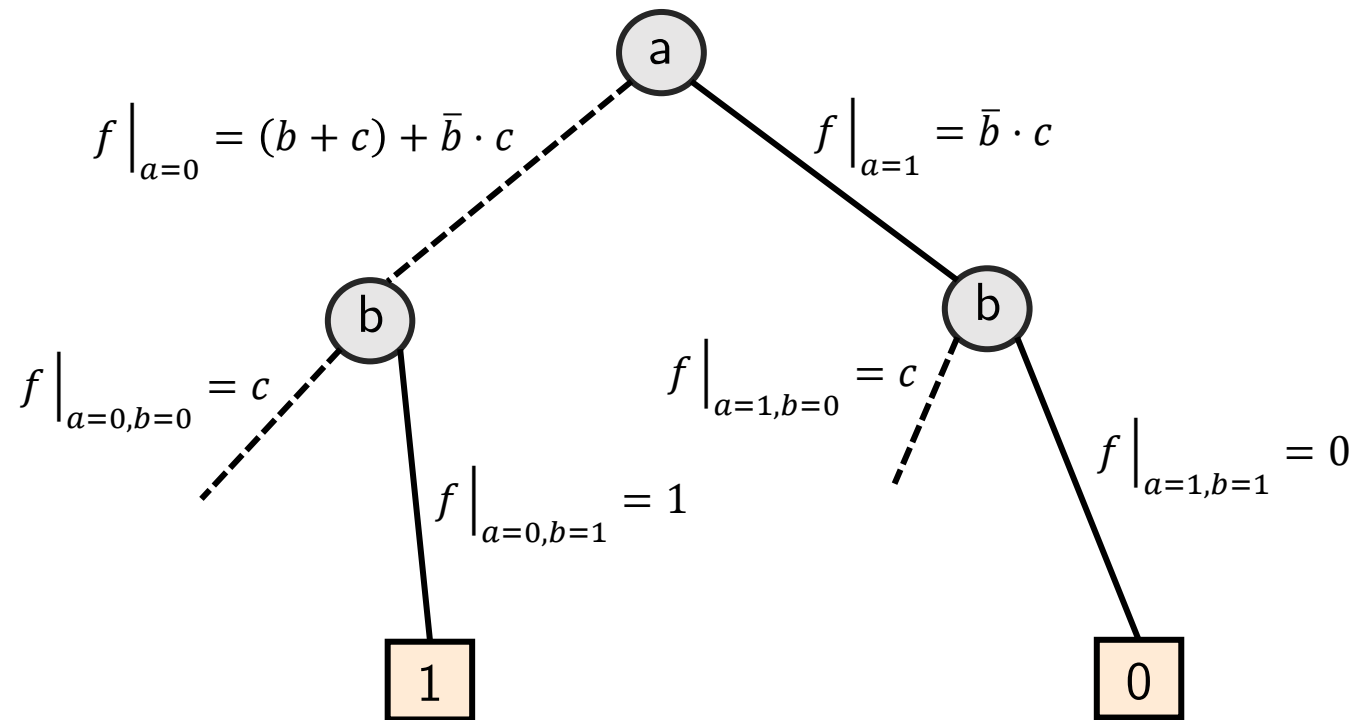 a
f|a=0 = (b + c) + b̄ · c
f|a=1 = b̄ · c
b
b
f|a=0,b=0 = c
f|a=1,b=0 = c
f|a=0,b=1 = 1
f|a=1,b=1 = 0
1
0